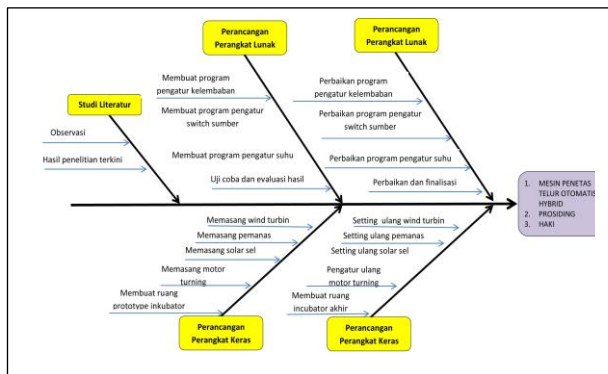 Perancangan
Perangkat Lunak
Perancangan
Perangkat Lunak
Membuat program
pengatur kelembaban
Perbaikan program
pengatur kelembaban
Studi Literatur
Membuat program pengatur
switch sumber
Perbaikan program pengatur
switch sumber
Observasi
Hasil penelitian terkini
Membuat program pengatur suhu
Perbaikan program pengatur suhu
Uji coba dan evaluasi hasil
Perbaikan dan finalisasi
1. MESIN PENETAS
TELUR OTOMATIS
HYBRID
2. PROSIDING
3. HAKI
Memasang wind turbin
Memasang pemanas
Memasang solar sel
Memasang motor
turning
Membuat ruang
prototype inkubator
Setting ulang wind turbin
Setting ulang pemanas
Setting ulang solar sel
Pengatur ulang
motor turning
Membuat ruang
incubator akhir
Perancangan
Perangkat Keras
Perancangan
Perangkat Keras